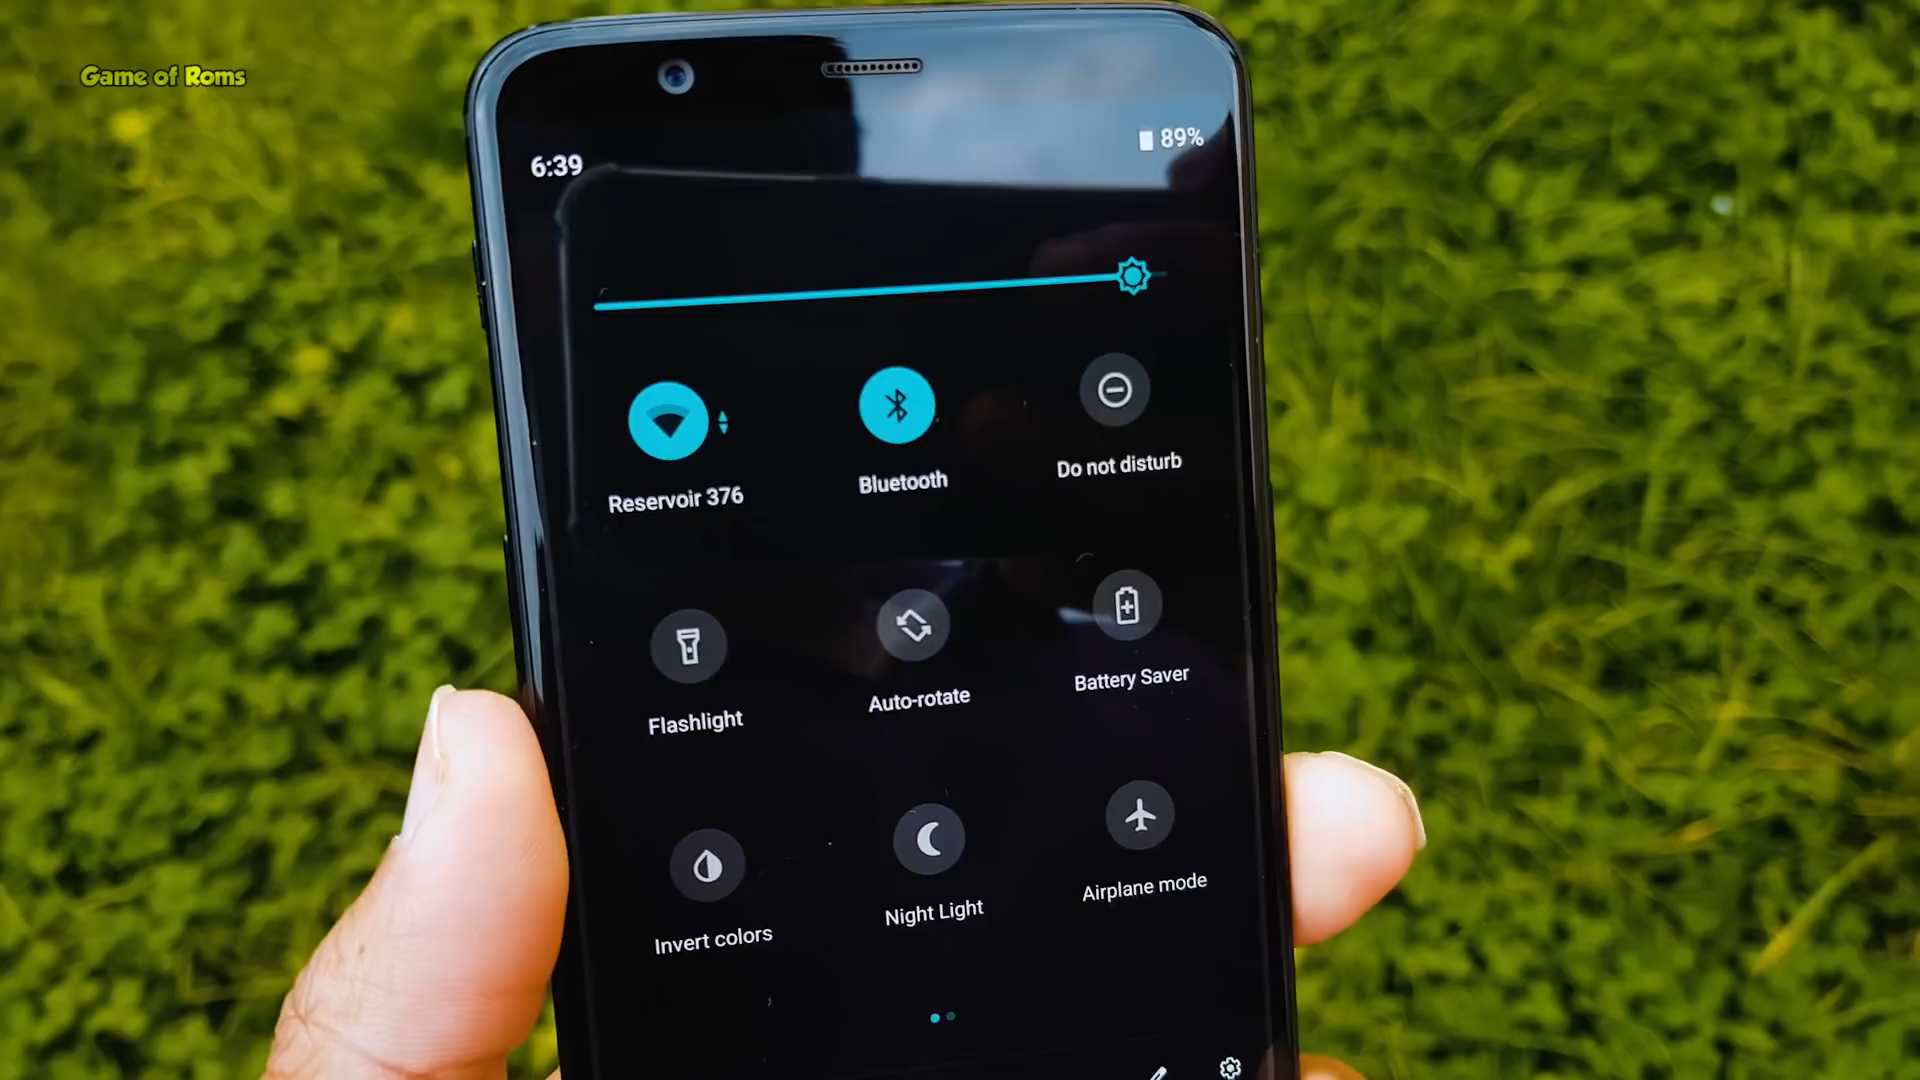 Game of Roms
6:39
89%
Reservoir 376
Bluetooth
Do not disturb
Flashlight
Auto-rotate
Battery Saver
Invert colors
Night Light
Airplane mode